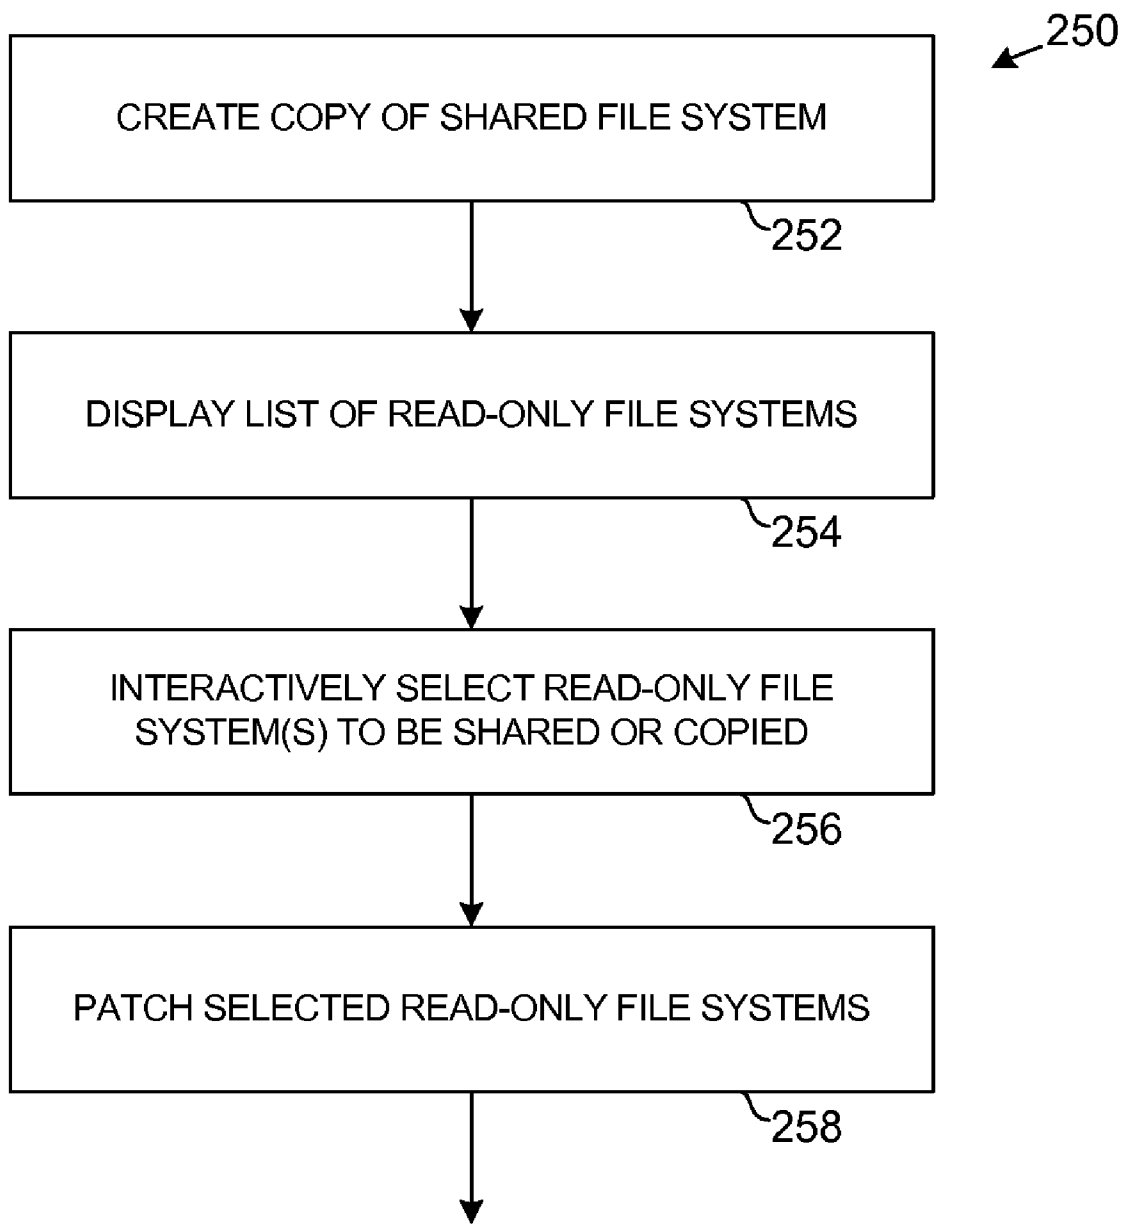 250
CREATE COPY OF SHARED FILE SYSTEM
252
DISPLAY LIST OF READ-ONLY FILE SYSTEMS
254
INTERACTIVELY SELECT READ-ONLY FILE
SYSTEM(S) TO BE SHARED OR COPIED
256
PATCH SELECTED READ-ONLY FILE SYSTEMS
258